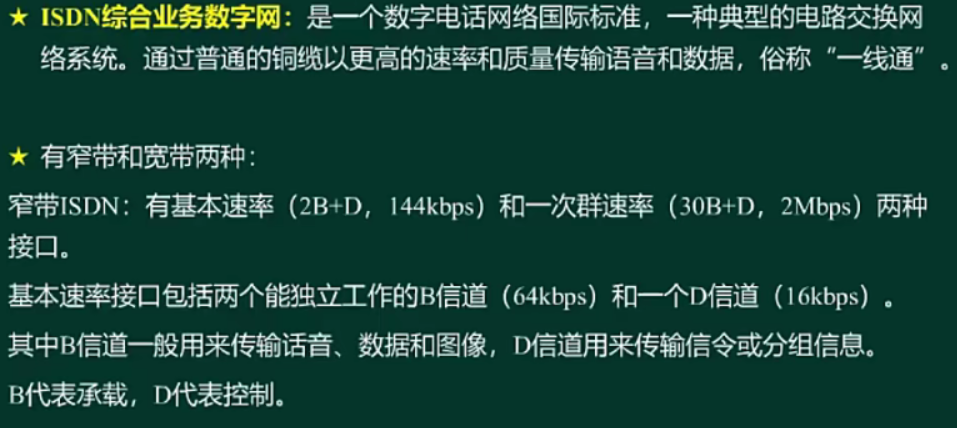 ★ ISDN综合业务数字网：是一个数字电话网络国际标准，一种典型的电路交换网
络系统。通过普通的铜缆以更高的速率和质量传输语音和数据，俗称“一线通”。
★ 有窄带和宽带两种：
窄带ISDN：有基本速率（2B+D，144kbps）和一次群速率（30B+D，2Mbps）两种
接口。
基本速率接口包括两个能独立工作的B信道（64kbps）和一个D信道（16kbps）。
其中B信道一般用来传输话音、数据和图像，D信道用来传输信令或分组信息。
B代表承载，D代表控制。